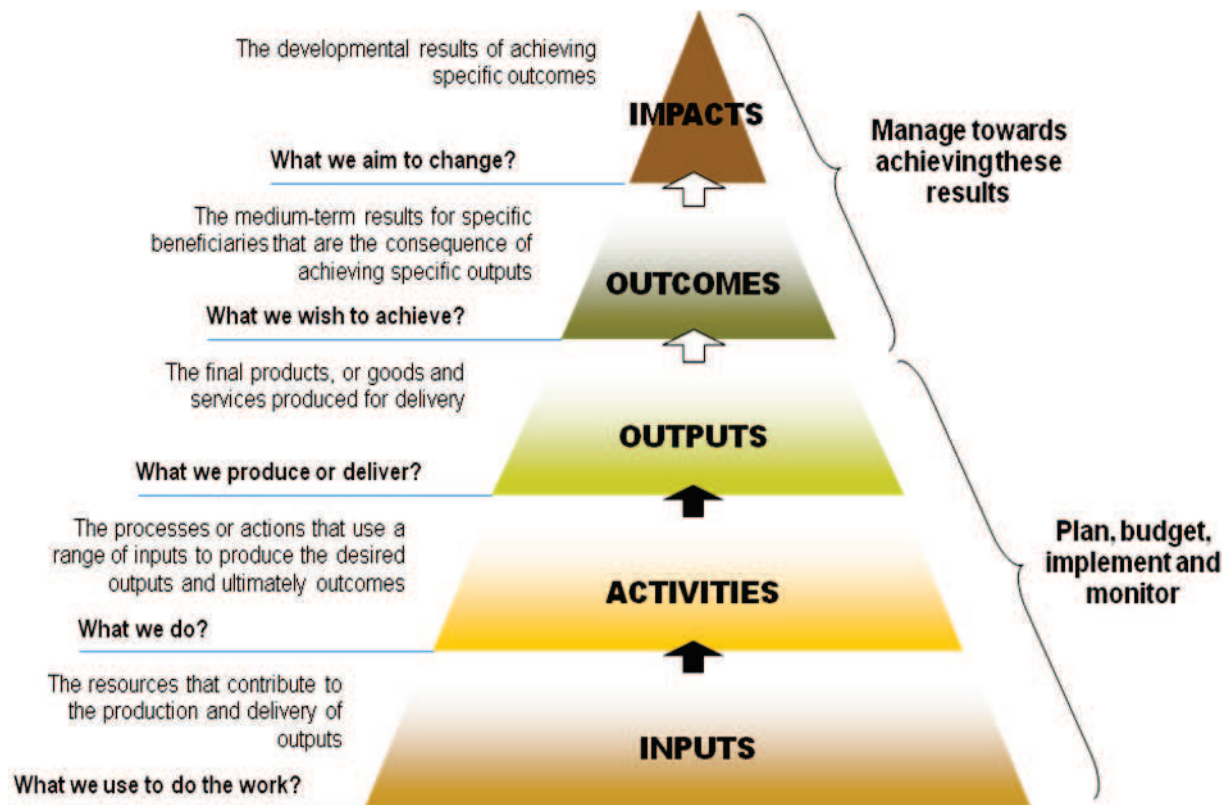 The developmental results of achieving
specific outcomes
IMPACTS
What we aim to change?
Manage towards
achieving these
results
The medium-term results for specific
beneficiaries that are the consequence of
achieving specific outputs
OUTCOMES
What we wish to achieve?
The final products, or goods and
services produced for delivery
OUTPUTS
What we produce or deliver?
The processes or actions that use a
range of inputs to produce the desired
outputs and ultimately outcomes
ACTIVITIES
What we do?
Plan, budget,
implement and
monitor
The resources that contribute to
the production and delivery of
outputs
INPUTS
What we use to do the work?